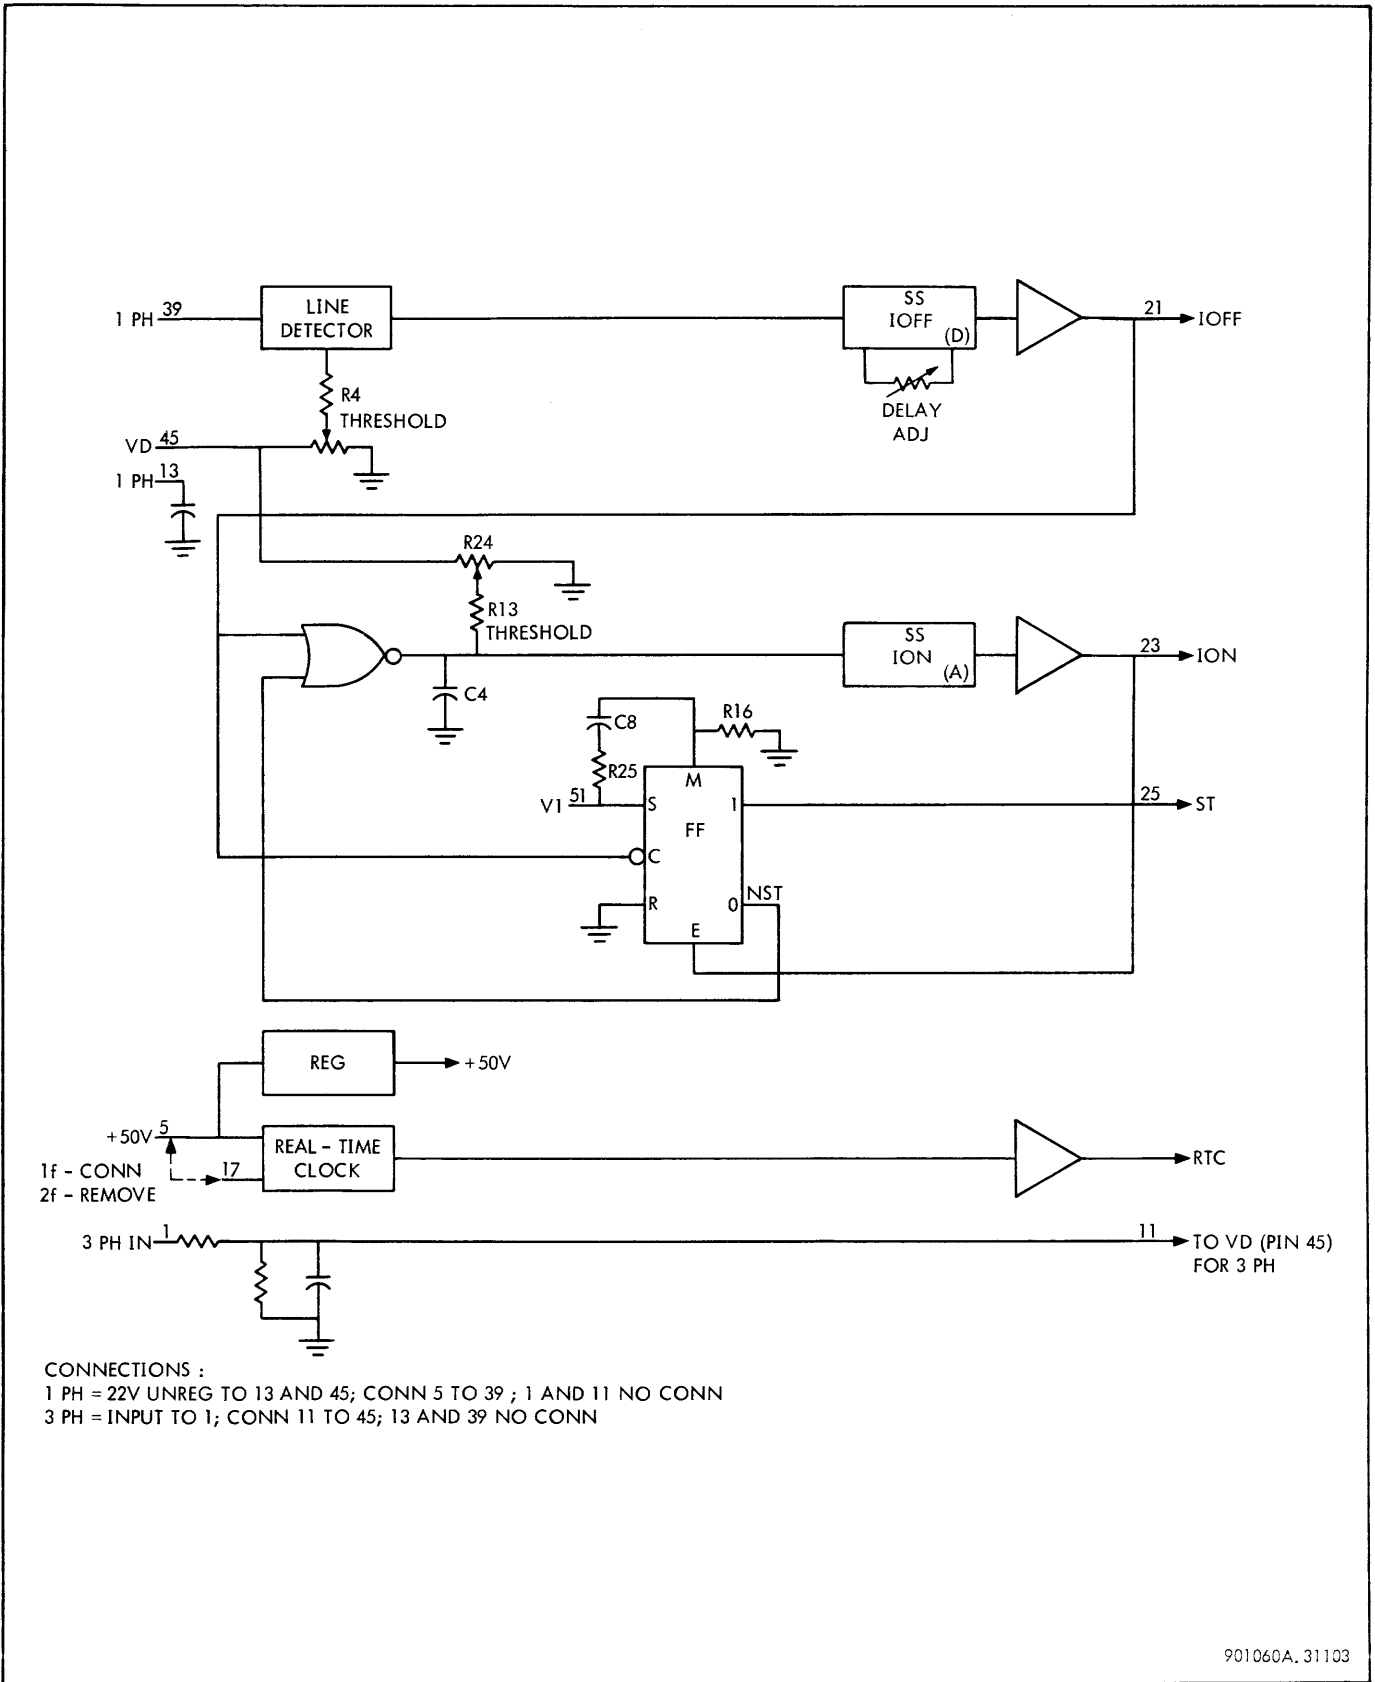 1 PH 39
LINE
DETECTOR
SS
IOFF
(D)
21
IOFF
R4
THRESHOLD
DELAY
ADJ
VD 45
1 PH 13
R24
R13
THRESHOLD
SS
ION
(A)
23
ION
C4
C8
R16
R25
M
V1 51
S
1
25
ST
FF
C
R
0
NST
E
REG
+50V
+50V 5
REAL - TIME
CLOCK
RTC
1f - CONN
17
2f - REMOVE
3 PH IN 1
11
TO VD (PIN 45)
FOR 3 PH
CONNECTIONS :
1 PH = 22V UNREG TO 13 AND 45; CONN 5 TO 39 ; 1 AND 11 NO CONN
3 PH = INPUT TO 1; CONN 11 TO 45; 13 AND 39 NO CONN
901060A. 31103